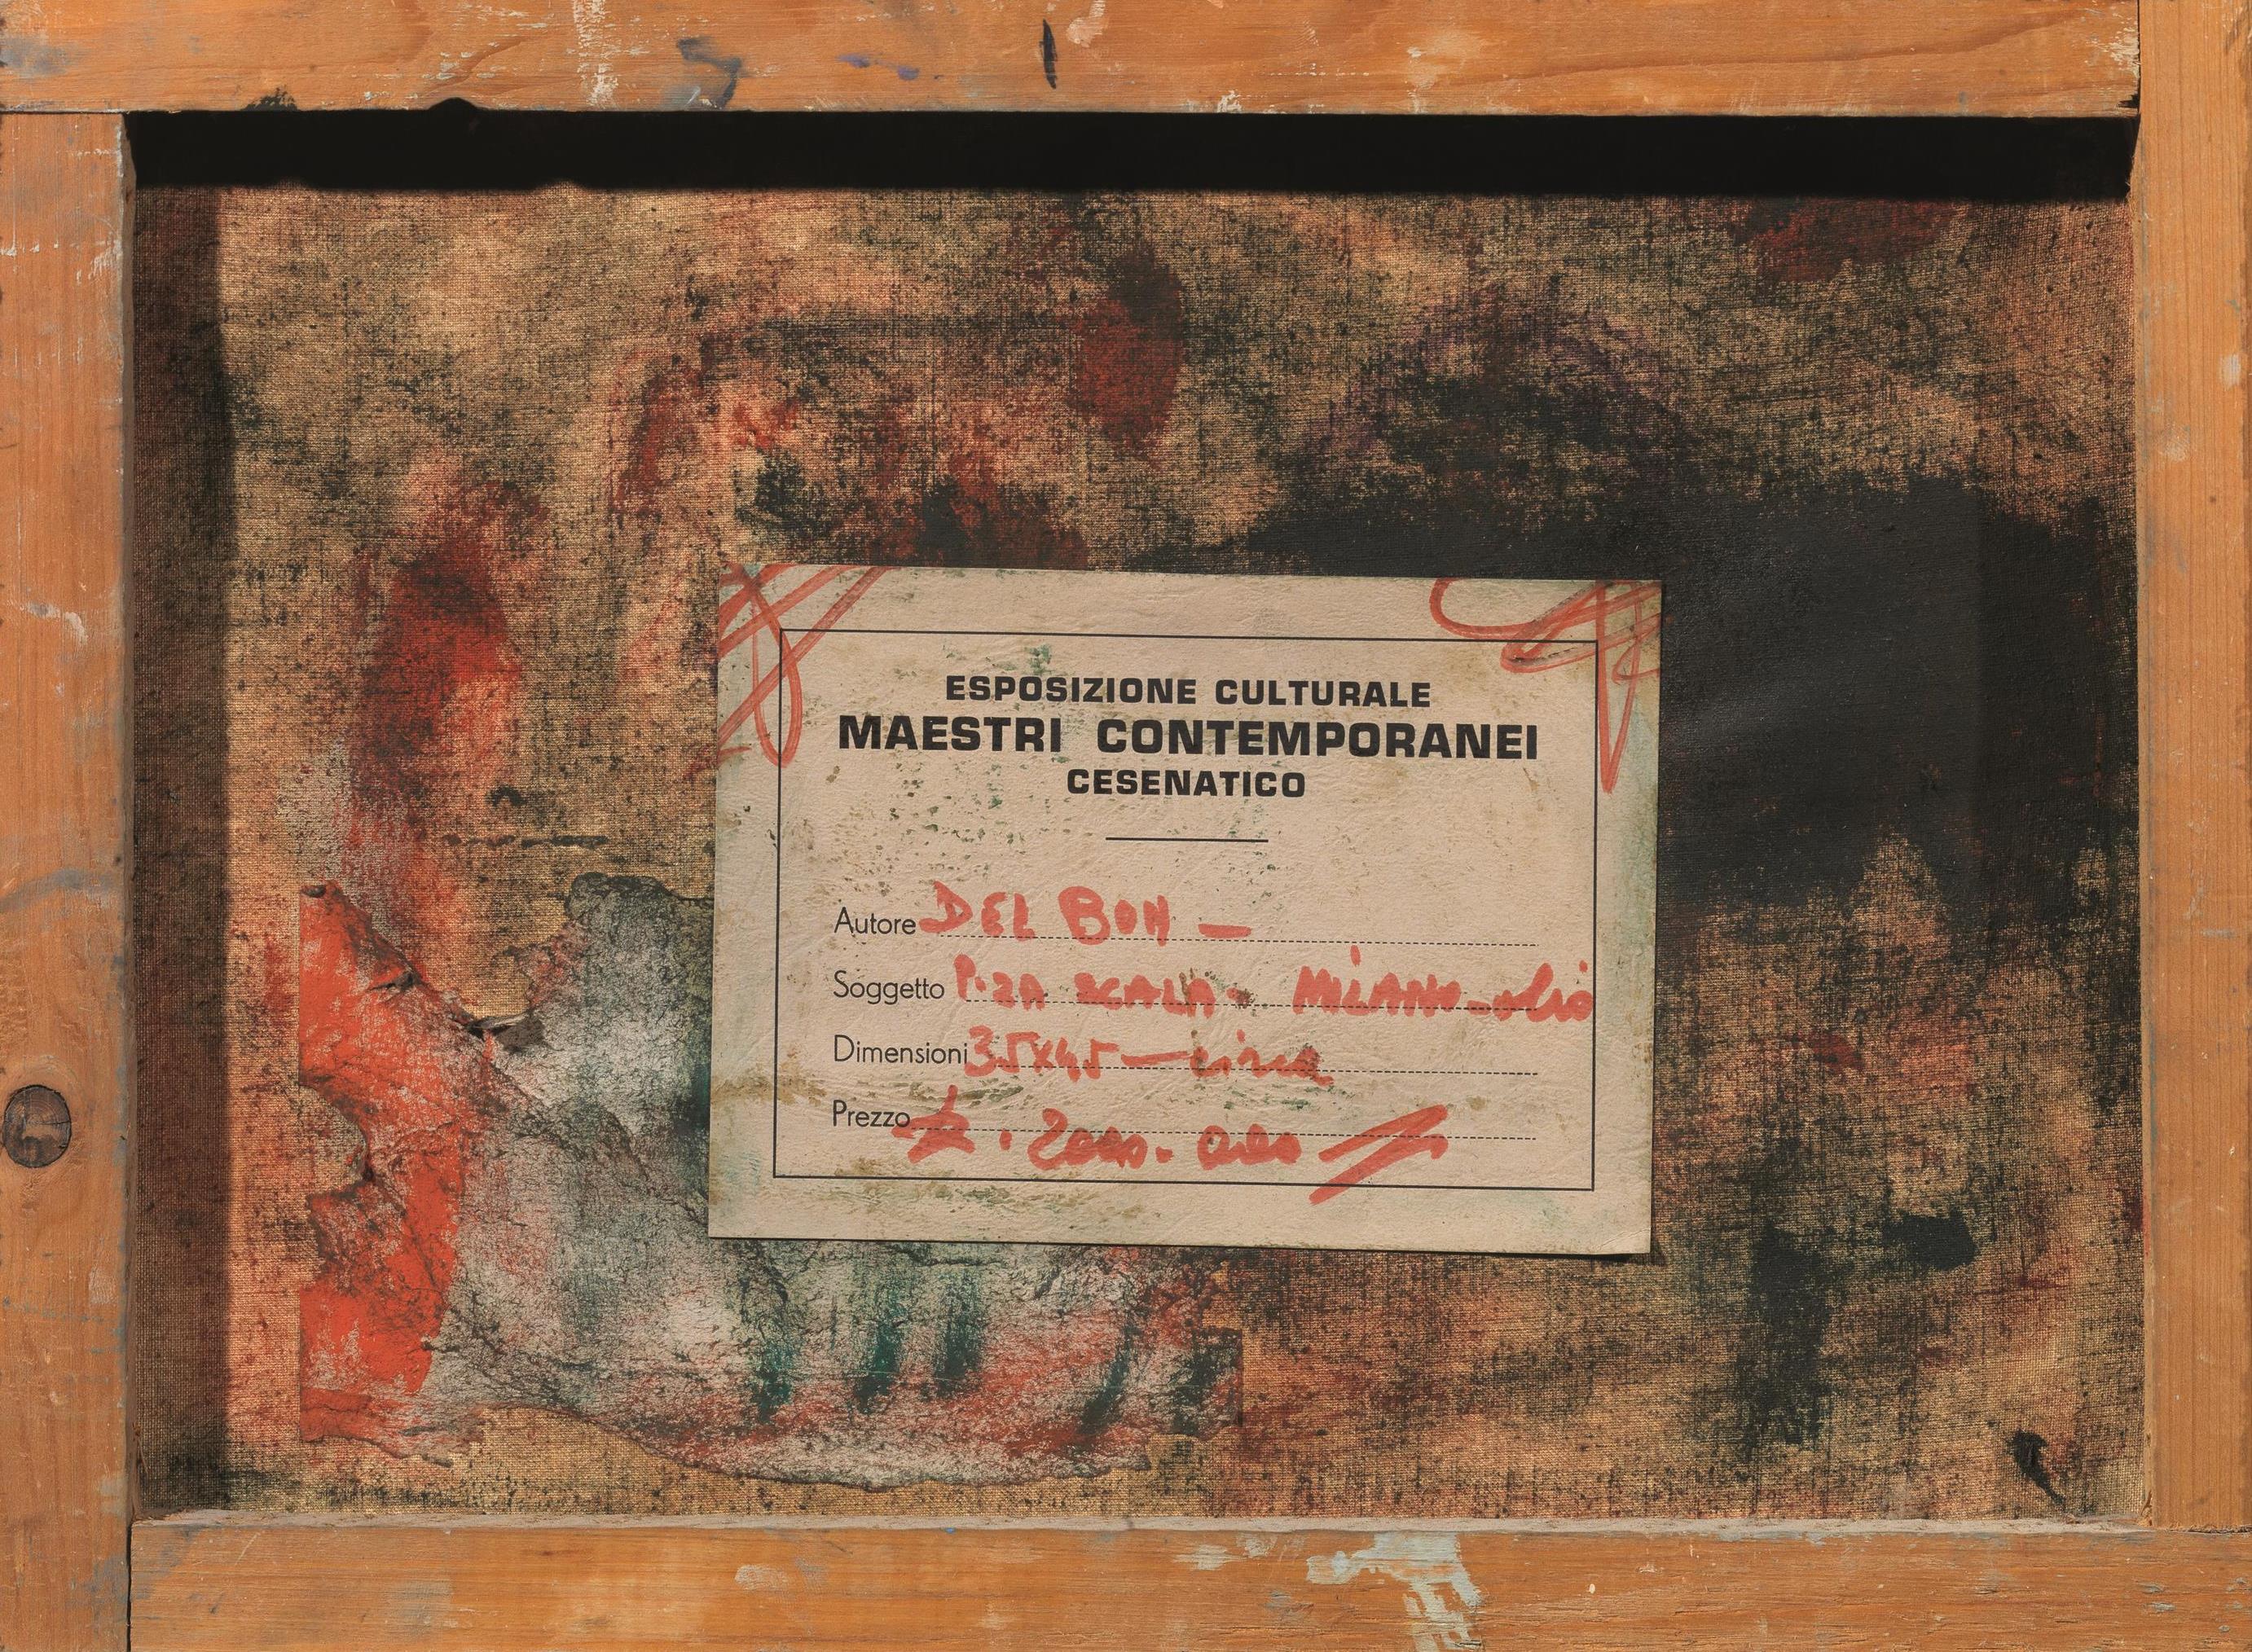 ESPOSIZIONE CULTURALE
MAESTRI CONTEMPORANEI
CESENATICO
Autore DEL BON —
Soggetto P.ZA SCALA - MILANO - olio
Dimensioni 35x45 — circa
Prezzo £. 2000.000